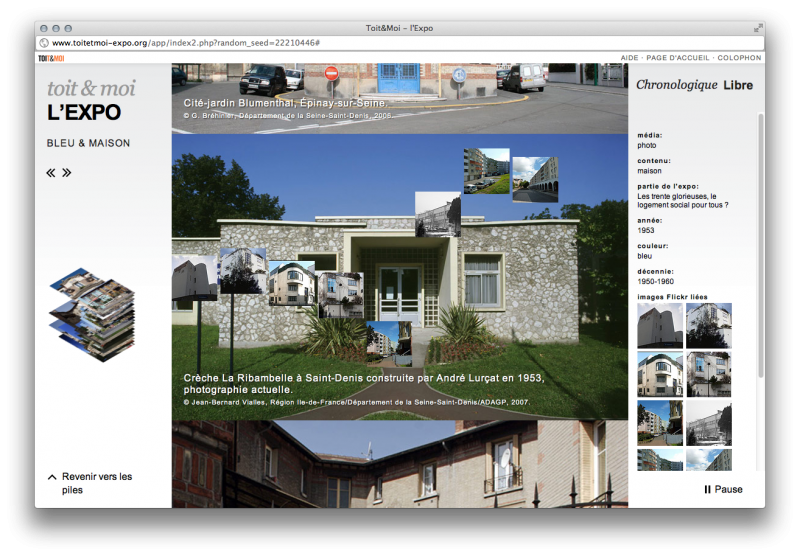 Toit&Moi – l'Expo
www.toitetmoi-expo.org/app/index2.php?random_seed=22210446#
TOIT&MOI
AIDE · PAGE D'ACCUEIL · COLOPHON
toit & moi
L'EXPO
BLEU & MAISON
Revenir vers les
piles
Cité-jardin Blumenthal, Épinay-sur-Seine.
© G. Bréhinier, Département de la Seine-Saint-Denis, 2006.
Crèche La Ribambelle à Saint-Denis construite par André Lurçat en 1953,
photographie actuelle.
© Jean-Bernard Vialles, Région Ile-de-France/Département de la Seine-Saint-Denis/ADAGP, 2007.
Chronologique Libre
média:
photo
contenu:
maison
partie de l'expo:
Les trente glorieuses, le
logement social pour tous ?
année:
1953
couleur:
bleu
décennie:
1950-1960
images Flickr liées
Pause